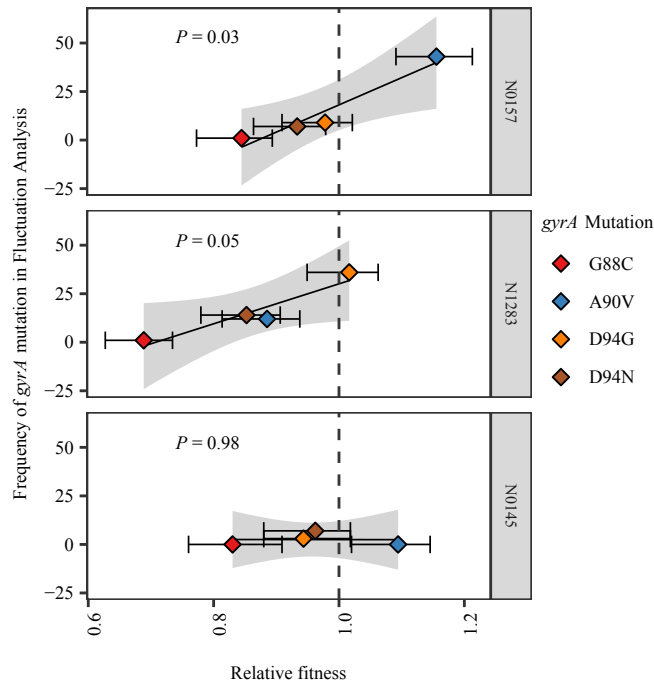 50
25
0
−25
P = 0.03
N0157
50
25
0
−25
P = 0.05
N1283
50
25
0
−25
P = 0.98
N0145
0.6
0.8
1.0
1.2
Relative fitness
Frequency of gyrA mutation in Fluctuation Analysis
gyrA Mutation
G88C
A90V
D94G
D94N